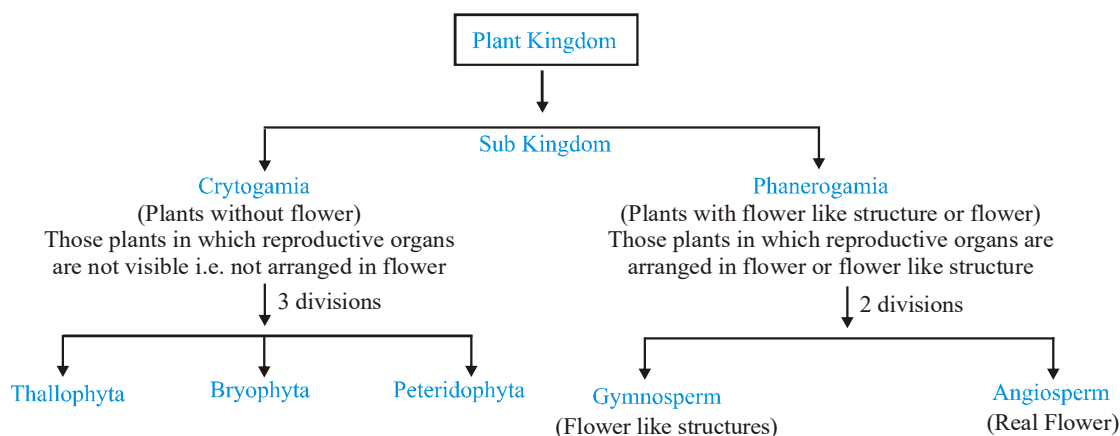 Plant Kingdom
Sub Kingdom
Crytogamia
(Plants without flower)
Those plants in which reproductive organs
are not visible i.e. not arranged in flower
3 divisions
Thallophyta
Bryophyta
Peteridophyta
Phanerogamia
(Plants with flower like structure or flower)
Those plants in which reproductive organs are
arranged in flower or flower like structure
2 divisions
Gymnosperm
(Flower like structures)
Angiosperm
(Real Flower)